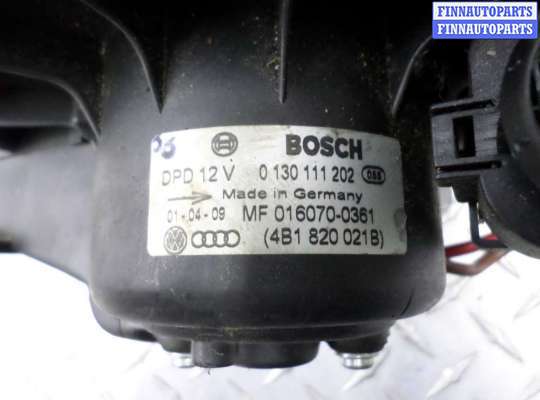 FINNAUTOPARTS
FINNAUTOPARTS
BOSCH
DPD 12 V 0 130 111 202
Made in Germany
01-04-09 MF 016070-0361
(4B1 820 021B)